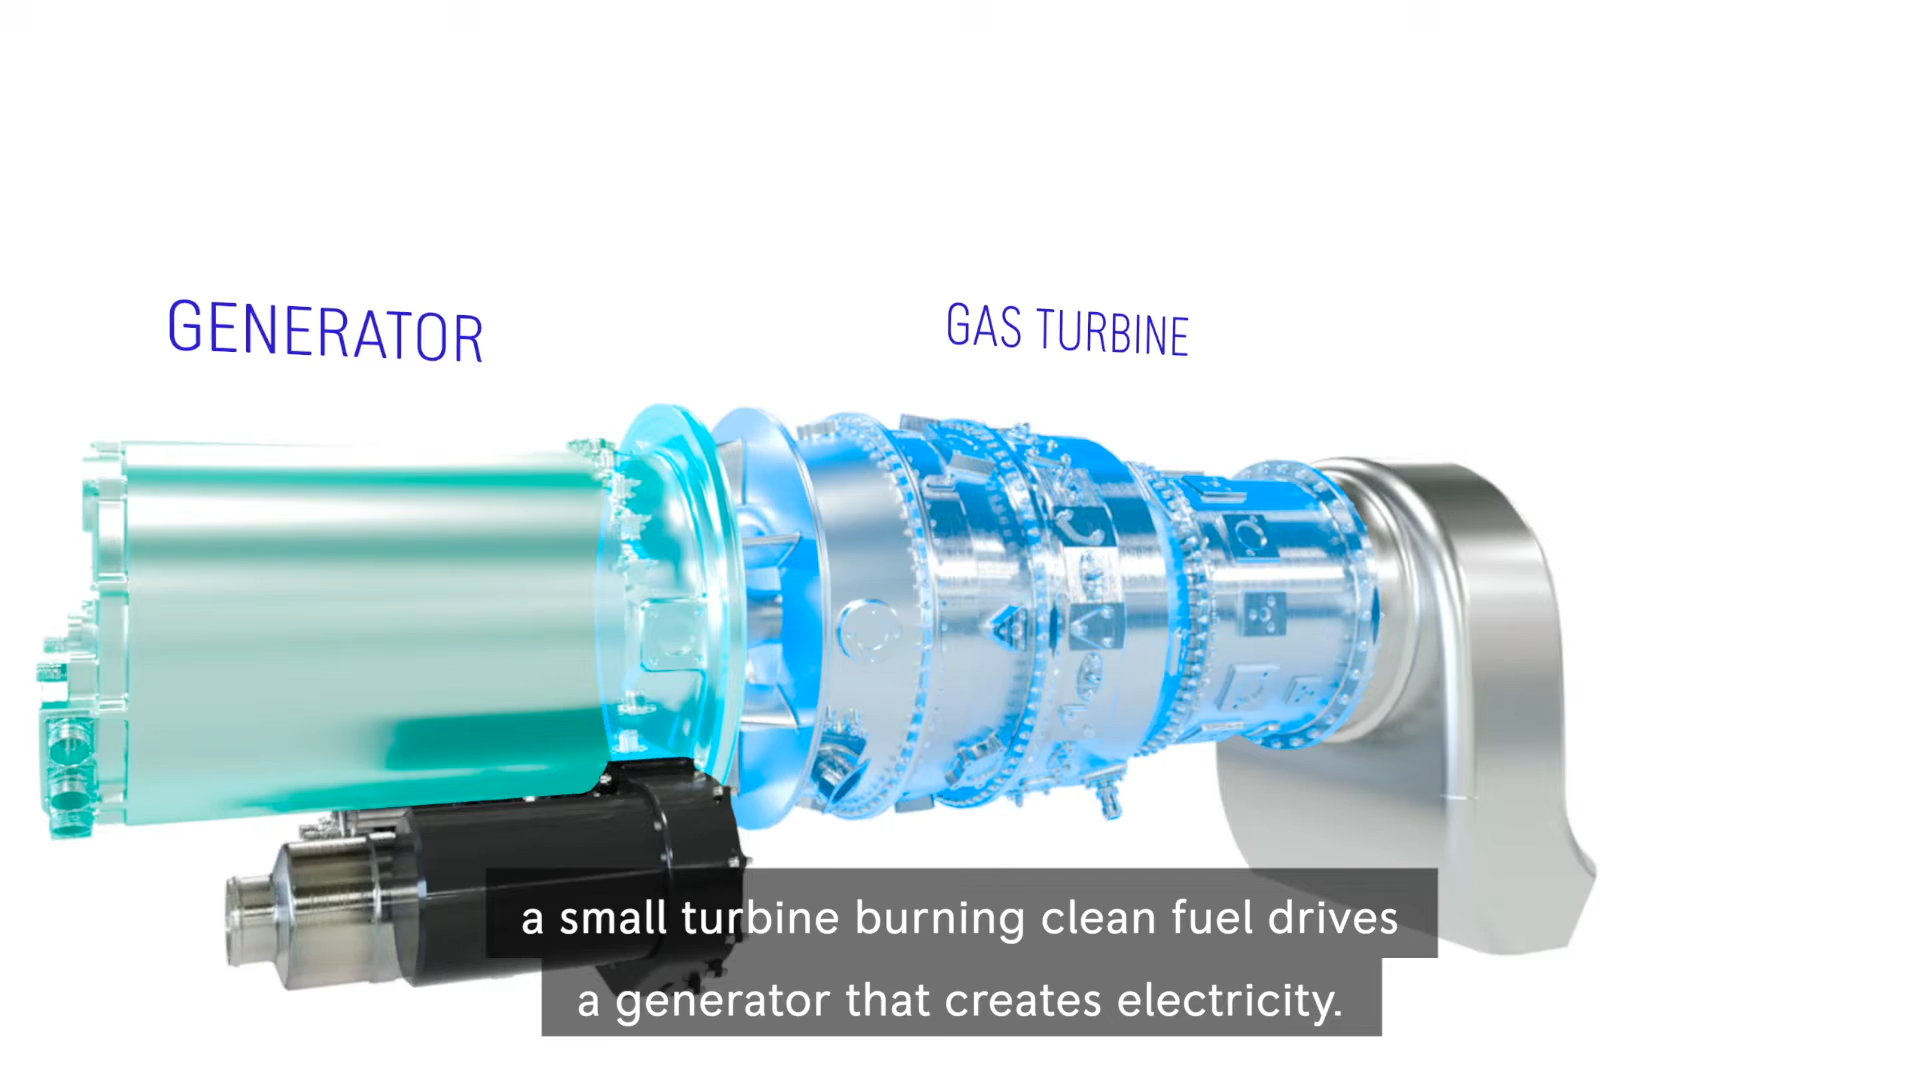 GENERATOR
GAS TURBINE
a small turbine burning clean fuel drives
a generator that creates electricity.